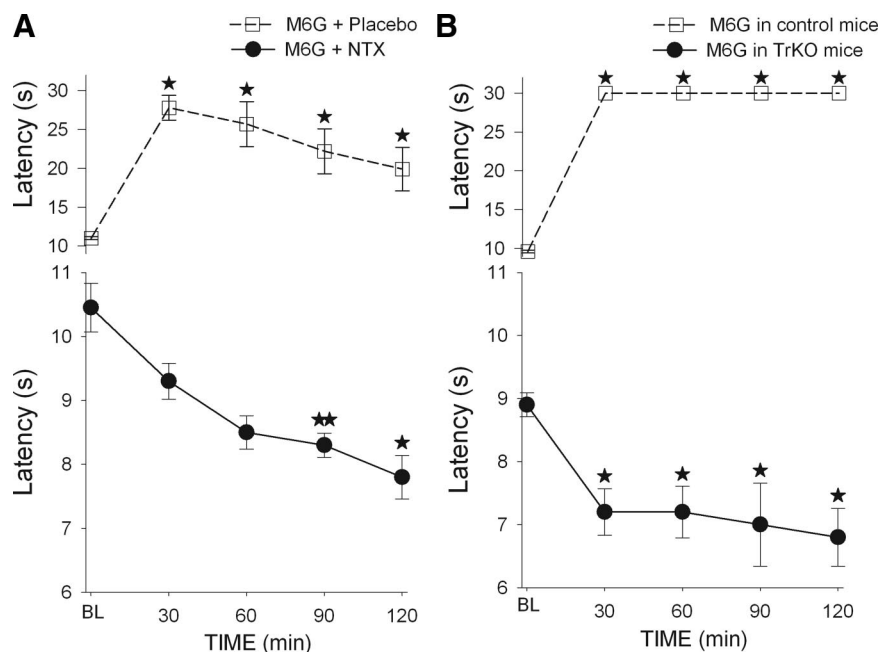 A
M6G + Placebo
M6G + NTX
Latency (s)
30
25
20
15
10
Latency (s)
11
10
9
8
7
6
BL
30
60
90
120
TIME (min)
B
M6G in control mice
M6G in TrKO mice
Latency (s)
30
25
20
15
10
Latency (s)
11
10
9
8
7
6
BL
30
60
90
120
TIME (min)